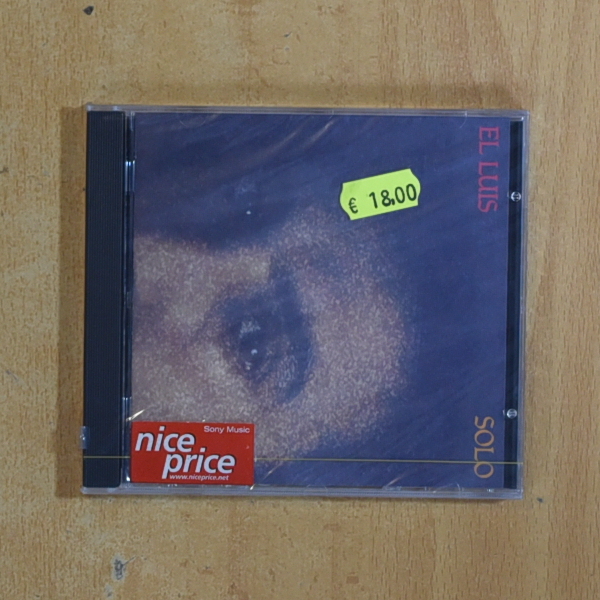 EL LUIS
€ 18,00
SOLO
Sony Music
nice
price
www.niceprice.net